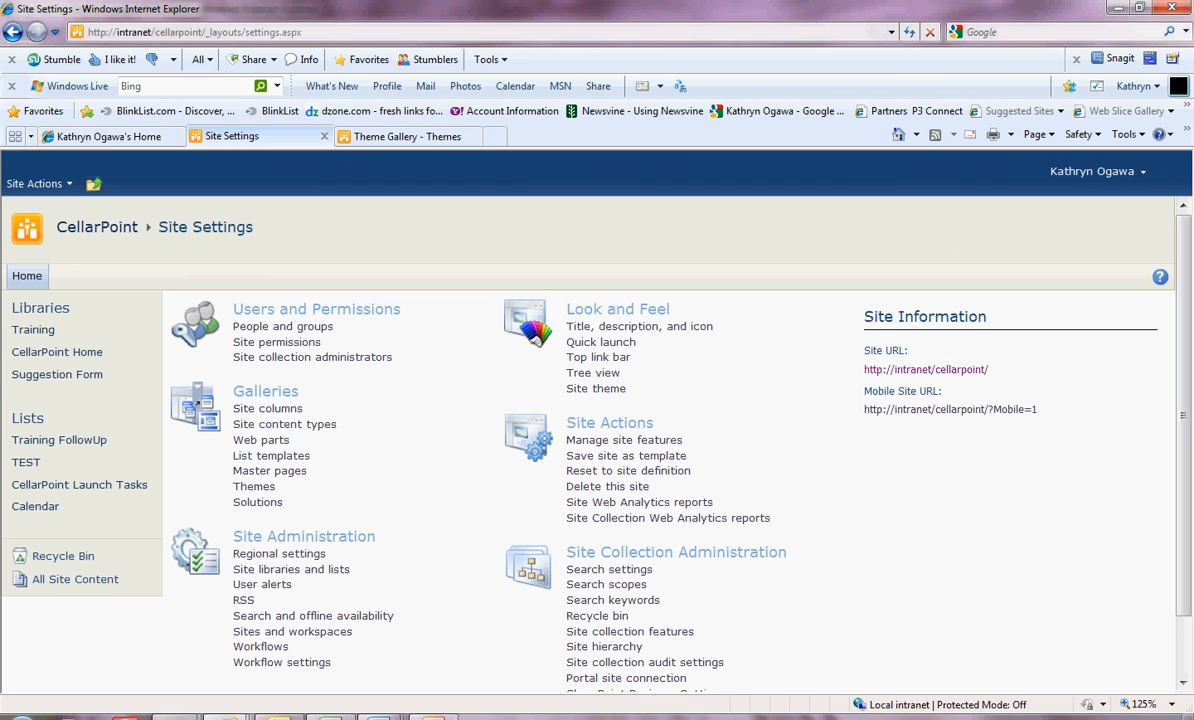 Site Settings - Windows Internet Explorer
http://intranet/cellarpoint/_layouts/settings.aspx
Google
Stumble I like it! All Share Info Favorites Stumblers Tools Snagit
Windows Live Bing What's New Profile Mail Photos Calendar MSN Share Kathryn
Favorites BlinkList.com - Discover, ... BlinkList dzone.com - fresh links fo... Account Information Newsvine - Using Newsvine Kathryn Ogawa - Google ... Partners P3 Connect Suggested Sites Web Slice Gallery
Kathryn Ogawa's Home Site Settings Theme Gallery - Themes Page Safety Tools
Kathryn Ogawa
Site Actions
CellarPoint Site Settings
Home
Libraries
Training
CellarPoint Home
Suggestion Form
Lists
Training FollowUp
TEST
CellarPoint Launch Tasks
Calendar
Recycle Bin
All Site Content
Users and Permissions
People and groups
Site permissions
Site collection administrators
Galleries
Site columns
Site content types
Web parts
List templates
Master pages
Themes
Solutions
Site Administration
Regional settings
Site libraries and lists
User alerts
RSS
Search and offline availability
Sites and workspaces
Workflows
Workflow settings
Look and Feel
Title, description, and icon
Quick launch
Top link bar
Tree view
Site theme
Site Actions
Manage site features
Save site as template
Reset to site definition
Delete this site
Site Web Analytics reports
Site Collection Web Analytics reports
Site Collection Administration
Search settings
Search scopes
Search keywords
Recycle bin
Site collection features
Site hierarchy
Site collection audit settings
Portal site connection
Site Information
Site URL:
http://intranet/cellarpoint/
Mobile Site URL:
http://intranet/cellarpoint/?Mobile=1
Local intranet | Protected Mode: Off
125%